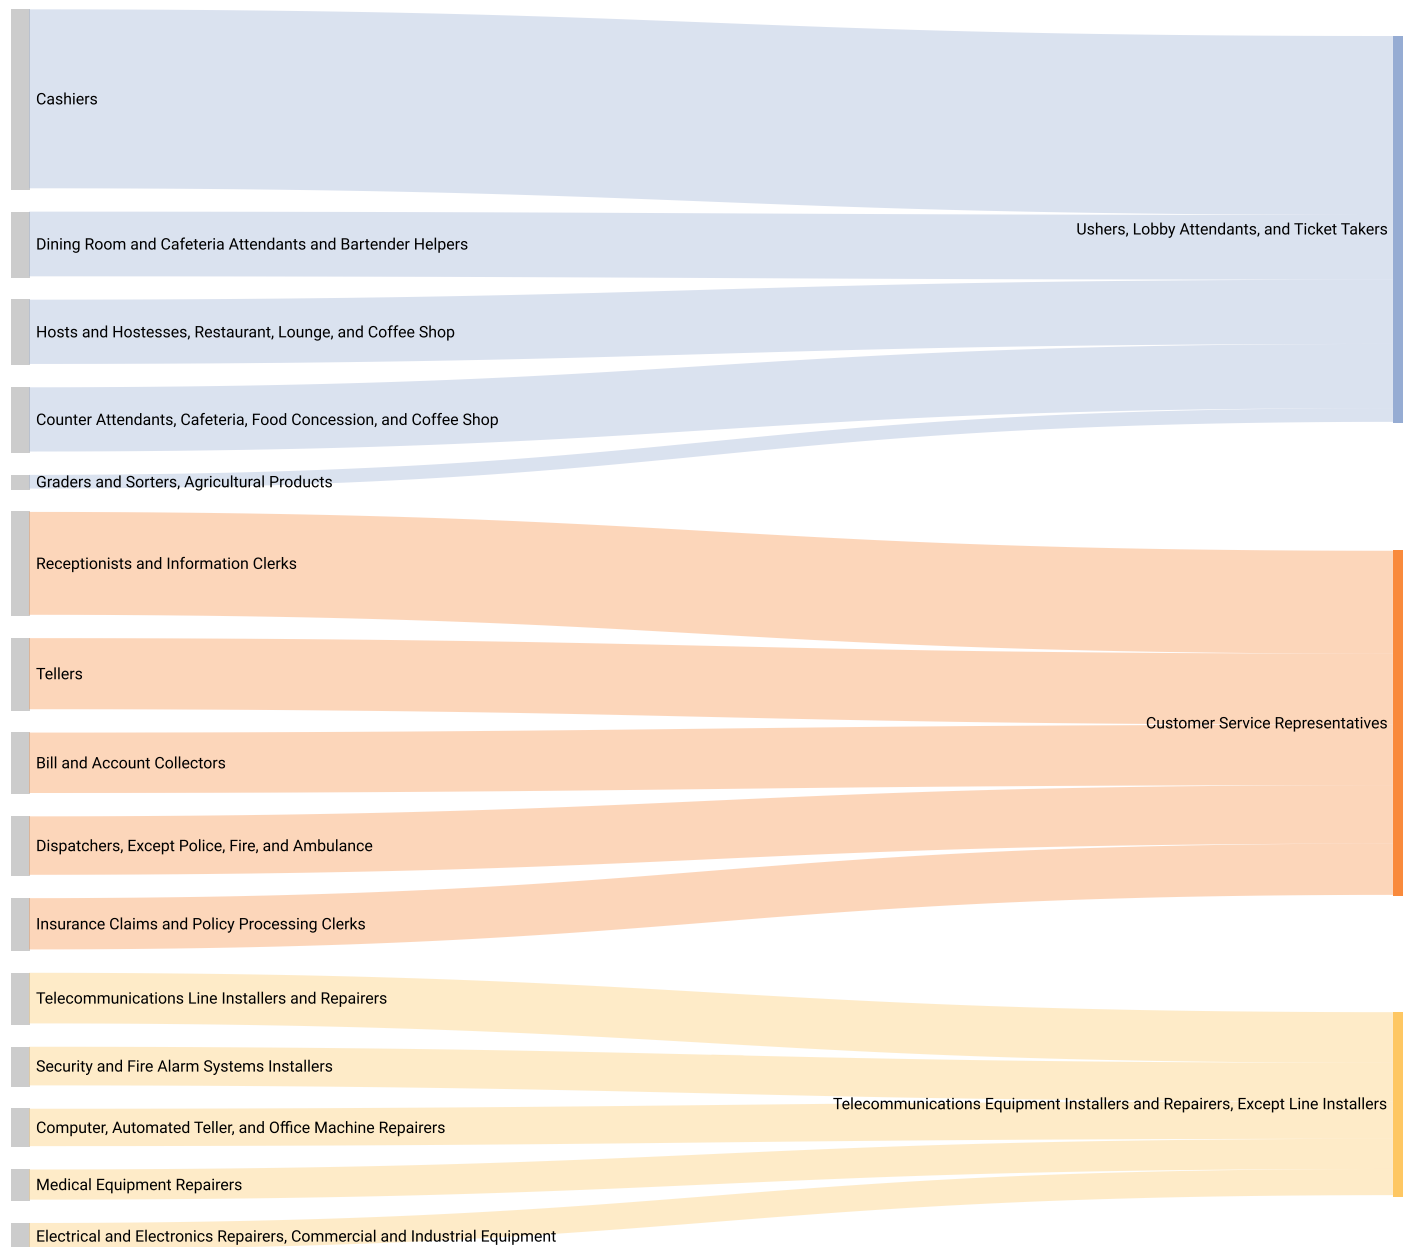 Cashiers
Ushers, Lobby Attendants, and Ticket Takers
Dining Room and Cafeteria Attendants and Bartender Helpers
Hosts and Hostesses, Restaurant, Lounge, and Coffee Shop
Counter Attendants, Cafeteria, Food Concession, and Coffee Shop
Graders and Sorters, Agricultural Products
Receptionists and Information Clerks
Tellers
Customer Service Representatives
Bill and Account Collectors
Dispatchers, Except Police, Fire, and Ambulance
Insurance Claims and Policy Processing Clerks
Telecommunications Line Installers and Repairers
Security and Fire Alarm Systems Installers
Telecommunications Equipment Installers and Repairers, Except Line Installers
Computer, Automated Teller, and Office Machine Repairers
Medical Equipment Repairers
Electrical and Electronics Repairers, Commercial and Industrial Equipment